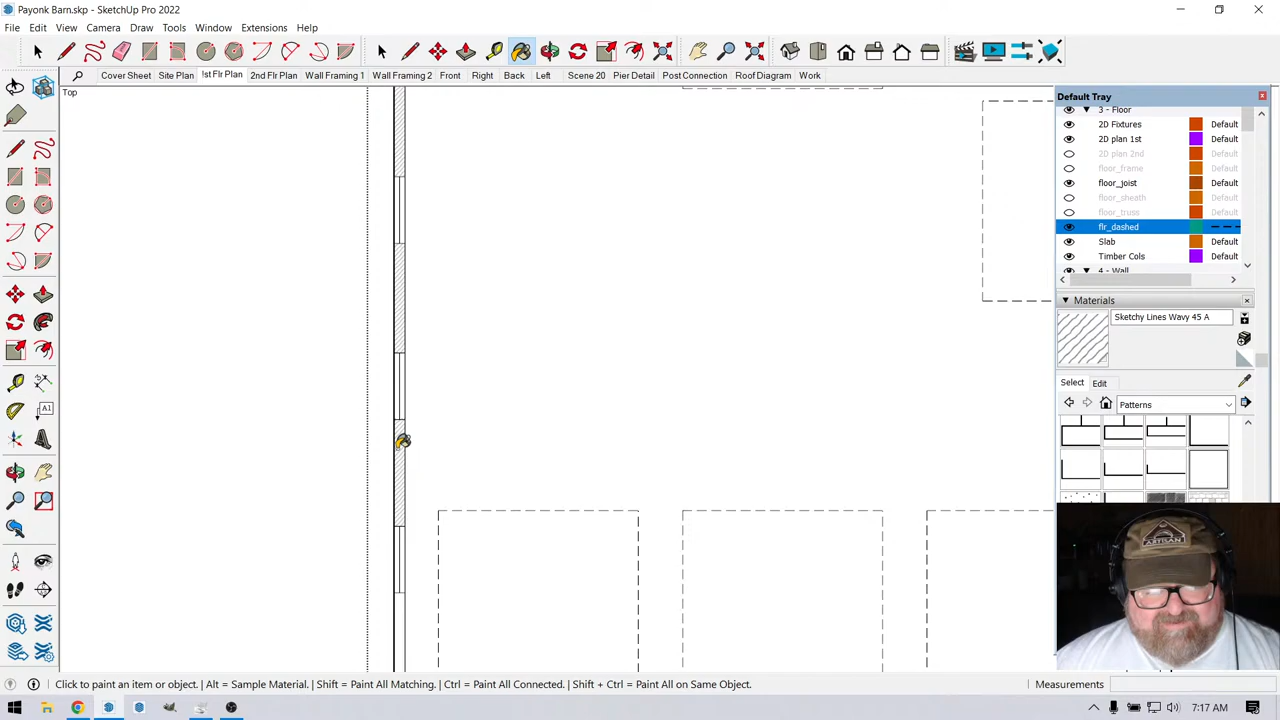 Payonk Barn.skp - SketchUp Pro 2022
File Edit View Camera Draw Tools Window Extensions Help
Cover Sheet Site Plan !st Flr Plan 2nd Flr Plan Wall Framing 1 Wall Framing 2 Front Right Back Left Scene 20 Pier Detail Post Connection Roof Diagram Work
Top
Default Tray
3 - Floor
2D Fixtures Default
2D plan 1st Default
2D plan 2nd Default
floor_frame Default
floor_joist Default
floor_sheath Default
floor_truss Default
flr_dashed
Slab Default
Timber Cols Default
4 - Wall
Materials
Sketchy Lines Wavy 45 A
Select Edit
Patterns
A1
ARTISAN
Click to paint an item or object. | Alt = Sample Material. | Shift = Paint All Matching. | Ctrl = Paint All Connected. | Shift + Ctrl = Paint All on Same Object.
Measurements
7:17 AM